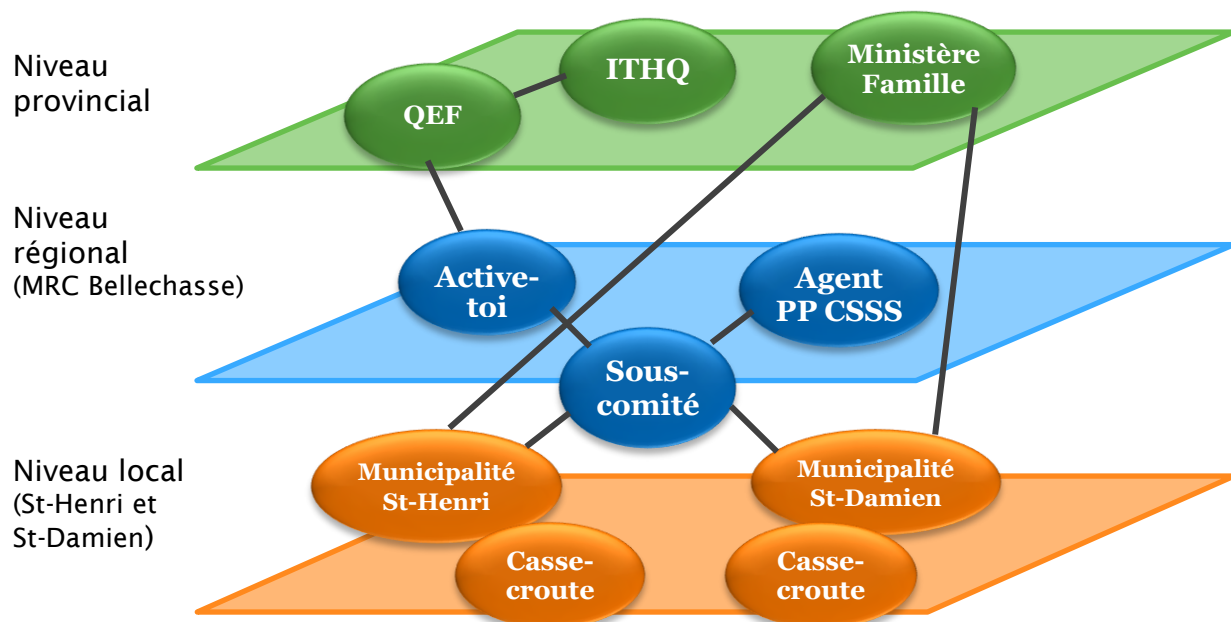 Niveau
provincial
QEF
ITHQ
Ministère
Famille
Niveau
régional
(MRC Bellechasse)
Active-
toi
Agent
PP CSSS
Sous-
comité
Niveau local
(St-Henri et
St-Damien)
Municipalité
St-Henri
Municipalité
St-Damien
Casse-
croute
Casse-
croute